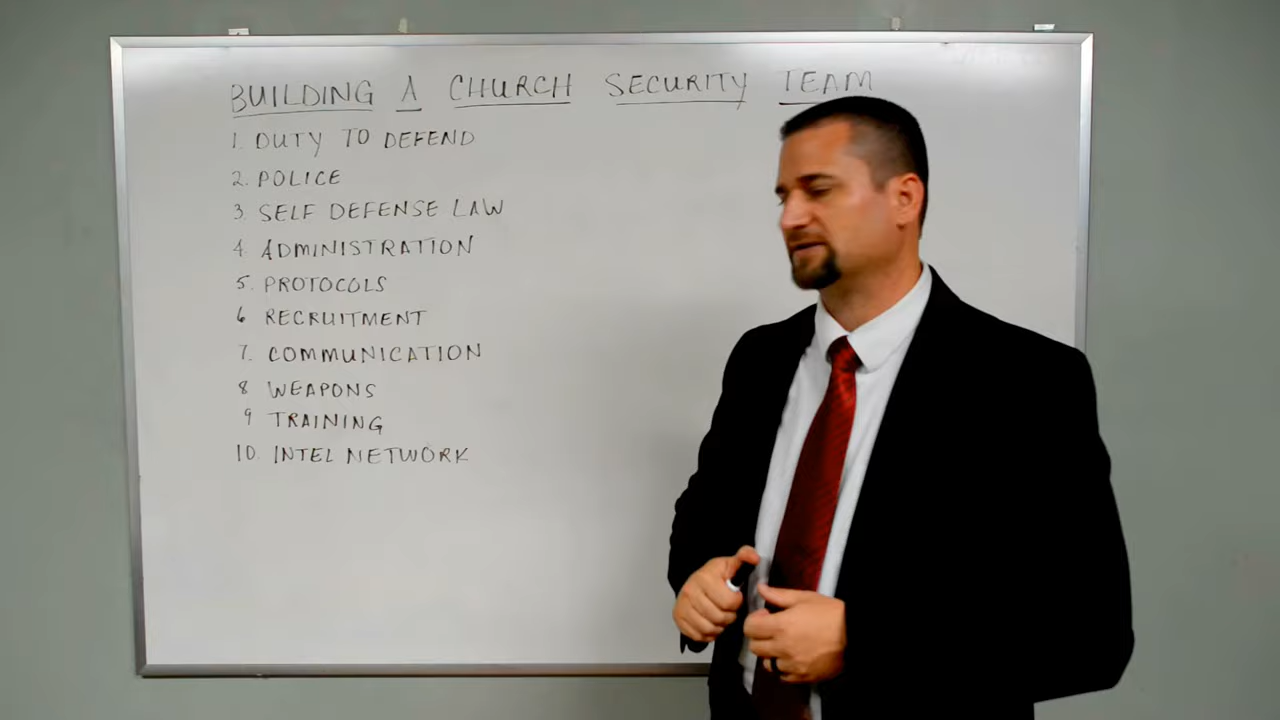 BUILDING A CHURCH SECURITY TEAM
1. DUTY TO DEFEND
2. POLICE
3. SELF DEFENSE LAW
4. ADMINISTRATION
5. PROTOCOLS
6 RECRUITMENT
7. COMMUNICATION
8 WEAPONS
9 TRAINING
10. INTEL NETWORK